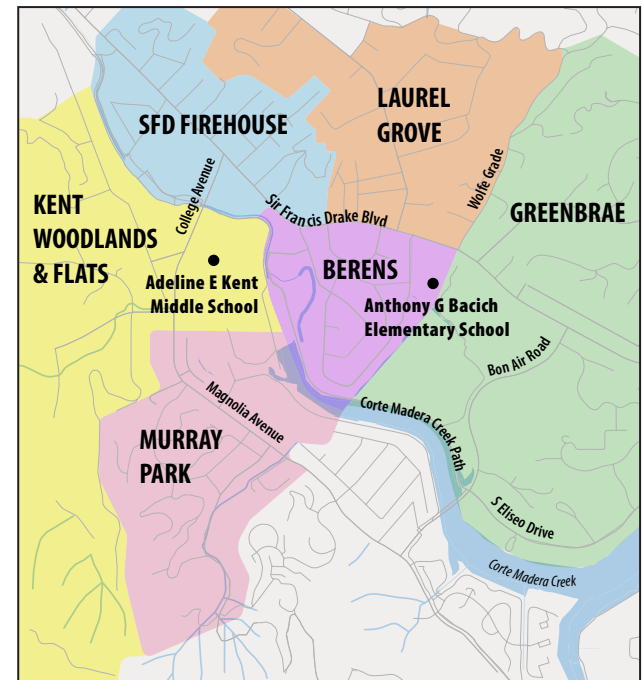 LAUREL
GROVE
SFD FIREHOUSE
Wolfe Grade
College Avenue
Sir Francis Drake Blvd
KENT
WOODLANDS
& FLATS
GREENBRAE
BERENS
Adeline E Kent
Middle School
Anthony G Bacich
Elementary School
Bon Air Road
Magnolia Avenue
Corte Madera Creek Path
MURRAY
PARK
S Eliseo Drive
Corte Madera Creek